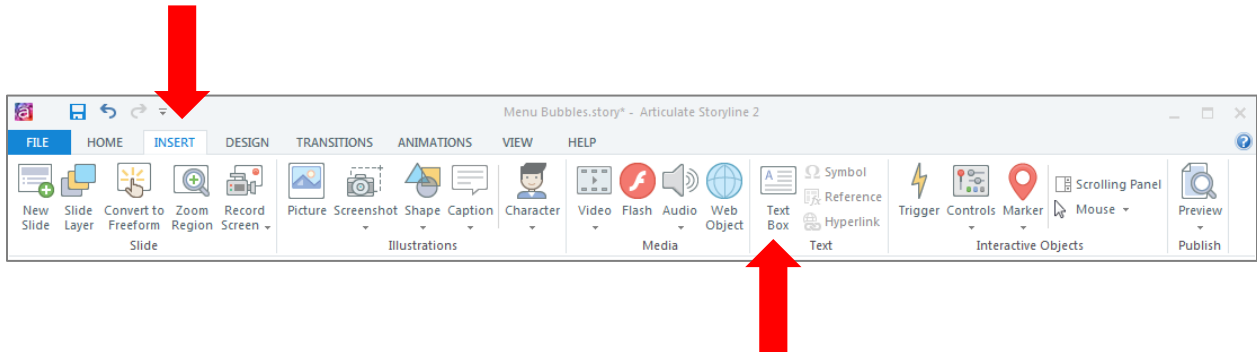 Menu Bubbles.story* - Articulate Storyline 2
FILE HOME INSERT DESIGN TRANSITIONS ANIMATIONS VIEW HELP
New Slide
Slide Layer
Convert to Freeform
Zoom Region
Record Screen
Slide
Picture
Screenshot
Shape
Caption
Character
Illustrations
Video
Flash
Audio
Web Object
Media
Text Box
Symbol
Reference
Hyperlink
Text
Trigger
Controls
Marker
Scrolling Panel
Mouse
Interactive Objects
Preview
Publish